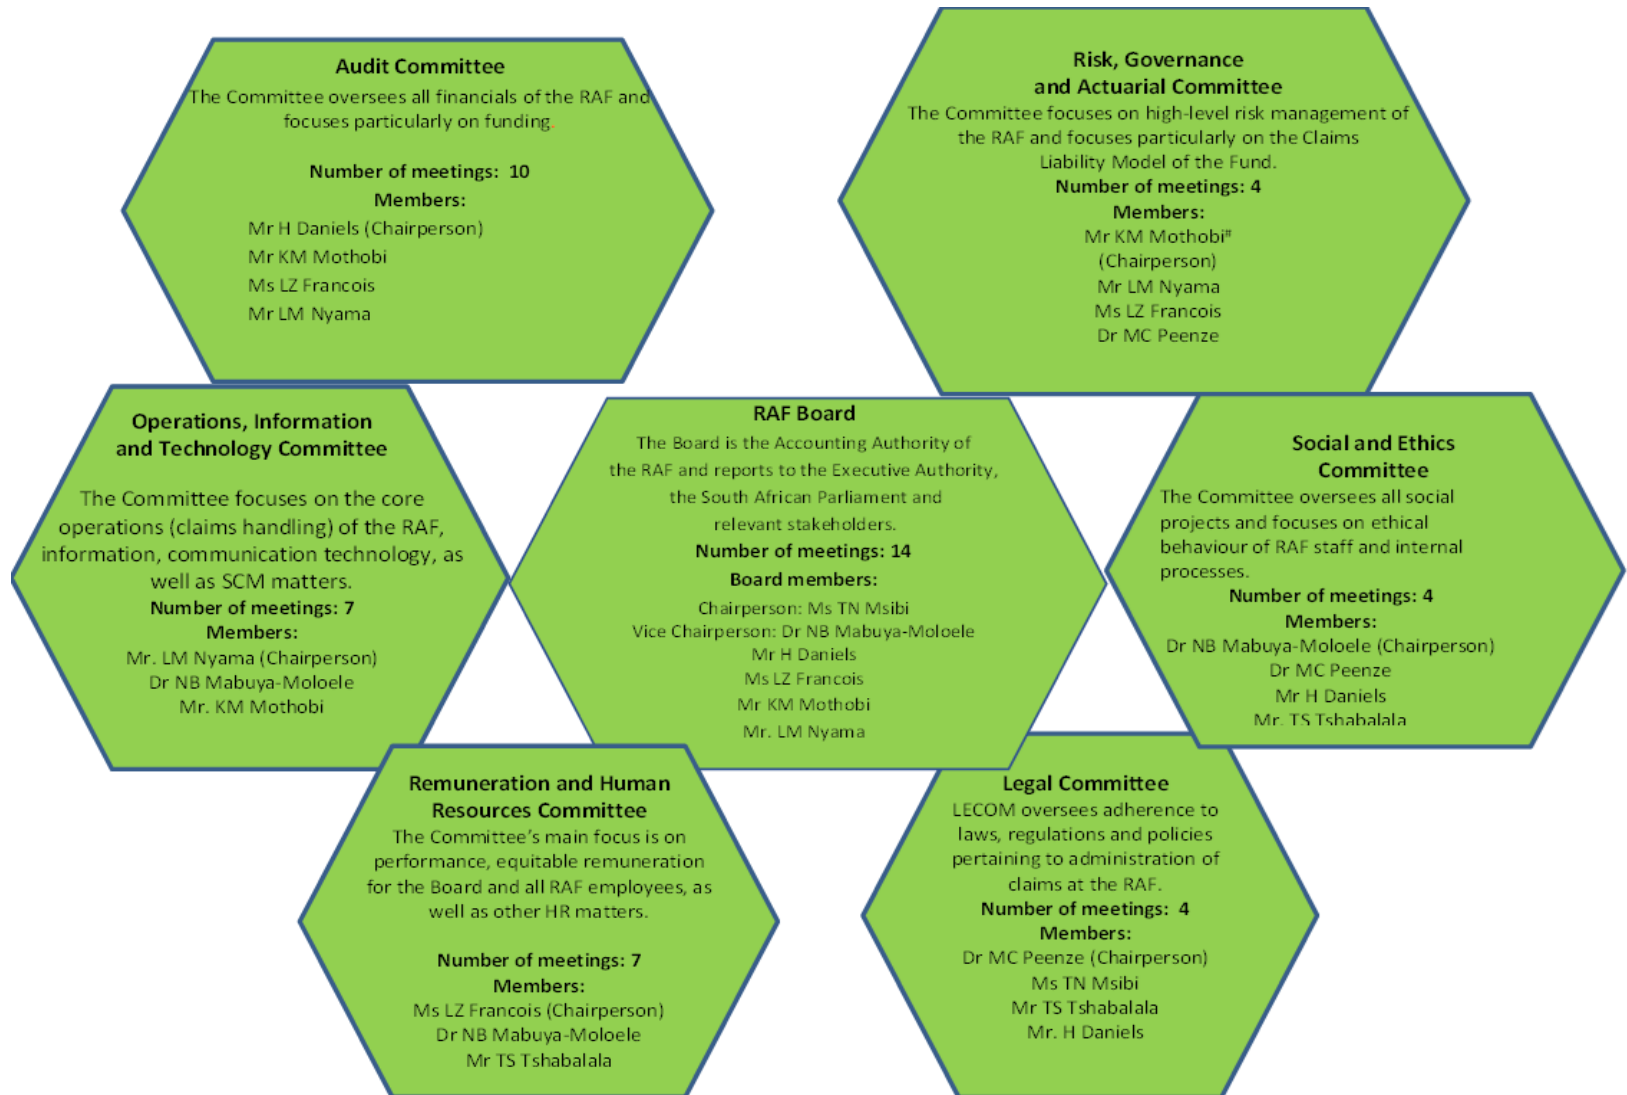 Audit Committee
The Committee oversees all financials of the RAF and
focuses particularly on funding.
Number of meetings: 10
Members:
Mr H Daniels (Chairperson)
Mr KM Mothobi
Ms LZ Francois
Mr LM Nyama
Risk, Governance
and Actuarial Committee
The Committee focuses on high-level risk management of
the RAF and focuses particularly on the Claims
Liability Model of the Fund.
Number of meetings: 4
Members:
Mr KM Mothobi#
(Chairperson)
Mr LM Nyama
Ms LZ Francois
Dr MC Peenze
Operations, Information
and Technology Committee
The Committee focuses on the core
operations (claims handling) of the RAF,
information, communication technology, as
well as SCM matters.
Number of meetings: 7
Members:
Mr. LM Nyama (Chairperson)
Dr NB Mabuya-Moloele
Mr. KM Mothobi
RAF Board
The Board is the Accounting Authority of
the RAF and reports to the Executive Authority,
the South African Parliament and
relevant stakeholders.
Number of meetings: 14
Board members:
Chairperson: Ms TN Msibi
Vice Chairperson: Dr NB Mabuya-Moloele
Mr H Daniels
Ms LZ Francois
Mr KM Mothobi
Mr. LM Nyama
Social and Ethics
Committee
The Committee oversees all social
projects and focuses on ethical
behaviour of RAF staff and internal
processes.
Number of meetings: 4
Members:
Dr NB Mabuya-Moloele (Chairperson)
Dr MC Peenze
Mr H Daniels
Mr. TS Tshabalala
Remuneration and Human
Resources Committee
The Committee's main focus is on
performance, equitable remuneration
for the Board and all RAF employees, as
well as other HR matters.
Number of meetings: 7
Members:
Ms LZ Francois (Chairperson)
Dr NB Mabuya-Moloele
Mr TS Tshabalala
Legal Committee
LECOM oversees adherence to
laws, regulations and policies
pertaining to administration of
claims at the RAF.
Number of meetings: 4
Members:
Dr MC Peenze (Chairperson)
Ms TN Msibi
Mr TS Tshabalala
Mr. H Daniels